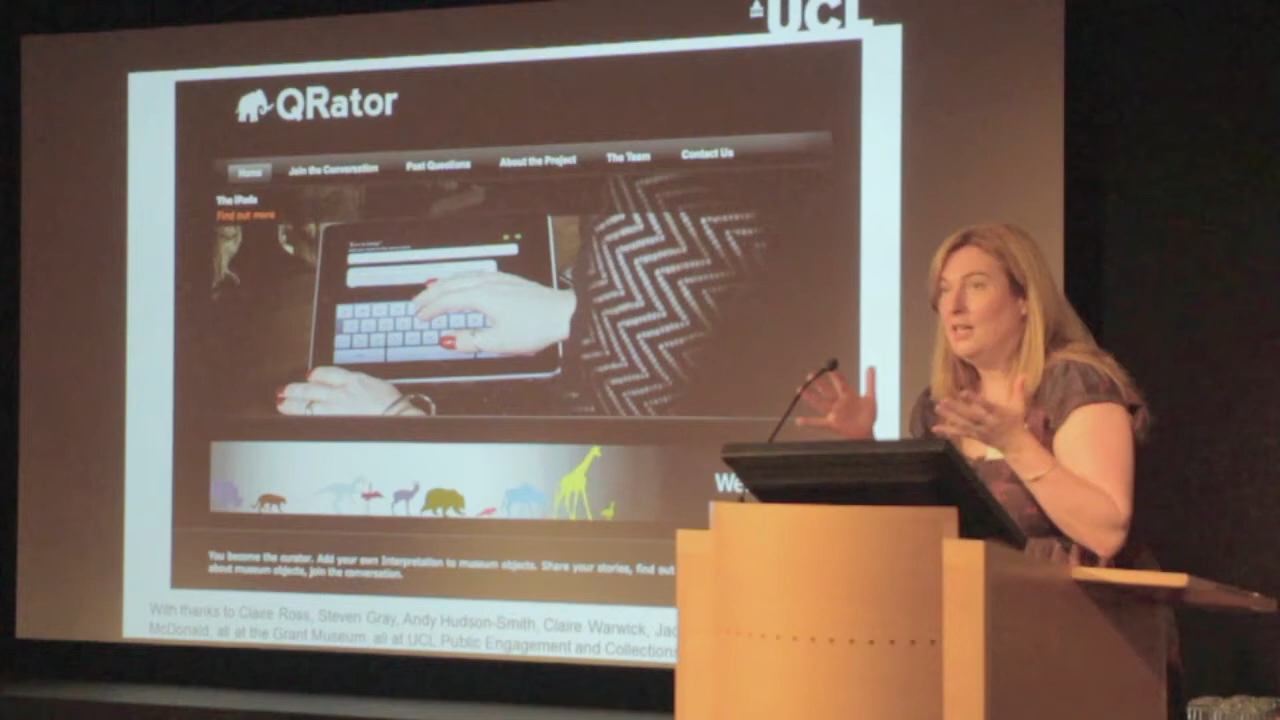 UCL
QRator
Home Join the Conversation Past Questions About the Project The Team Contact Us
The iPads
Find out more
We
You become the curator. Add your own interpretation to museum objects. Share your stories, find out
about museum objects, join the conversation.
With thanks to Claire Ross, Steven Gray, Andy Hudson-Smith, Claire Warwick, Jac
McDonald, all at the Grant Museum, all at UCL Public Engagement and Collections